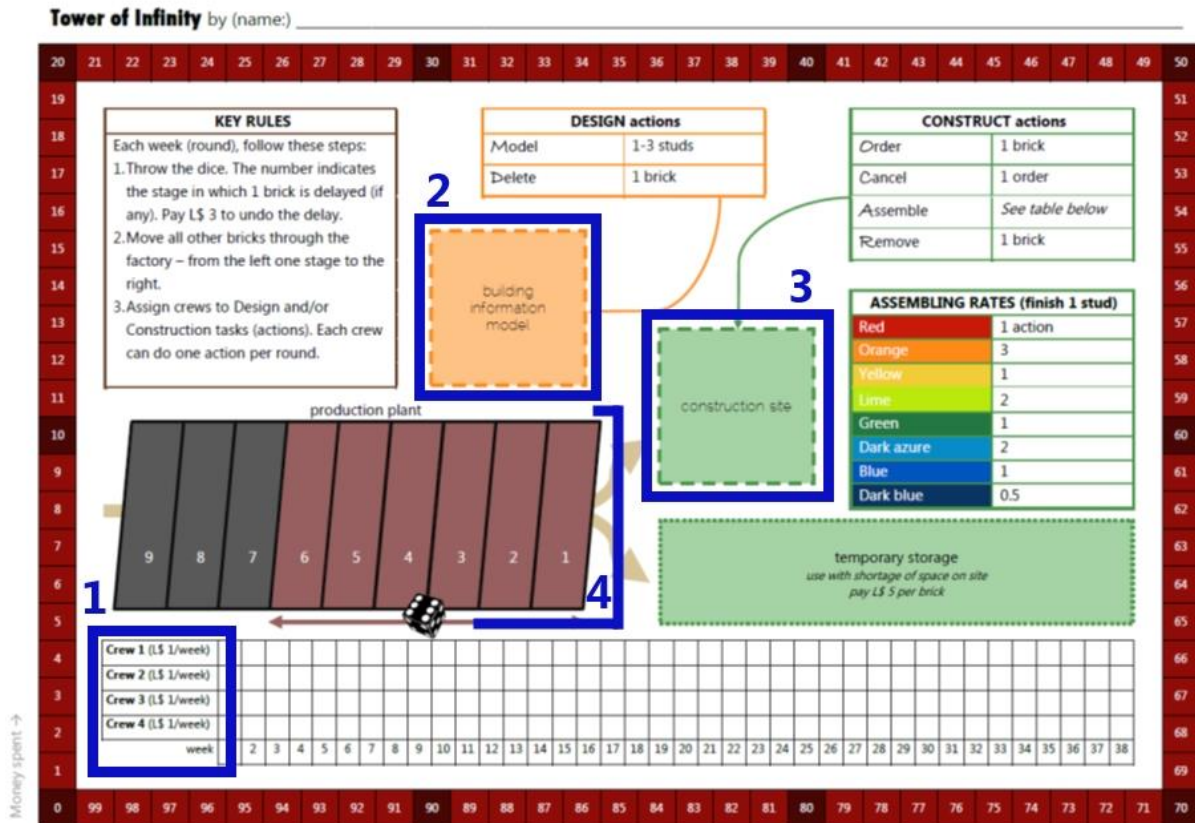 Tower of Infinity by (name:)
20 21 22 23 24 25 26 27 28 29 30 31 32 33 34 35 36 37 38 39 40 41 42 43 44 45 46 47 48 49 50
19
18
17
16
15
14
13
12
11
10
9
8
7
6
5
4
3
2
1
0
KEY RULES
Each week (round), follow these steps:
1.Throw the dice. The number indicates
the stage in which 1 brick is delayed (if
any). Pay L$ 3 to undo the delay.
2.Move all other bricks through the
factory – from the left one stage to the
right.
3.Assign crews to Design and/or
Construction tasks (actions). Each crew
can do one action per round.
DESIGN actions
Model 1-3 studs
Delete 1 brick
CONSTRUCT actions
Order 1 brick
Cancel 1 order
Assemble See table below
Remove 1 brick
2
building
information
model
3
construction site
ASSEMBLING RATES (finish 1 stud)
Red 1 action
Orange 3
Yellow 1
Lime 2
Green 1
Dark azure 2
Blue 1
Dark blue 0.5
production plant
9 8 7 6 5 4 3 2 1
4
temporary storage
use with shortage of space on site
pay L$ 5 per brick
1
Crew 1 (L$ 1/week)
Crew 2 (L$ 1/week)
Crew 3 (L$ 1/week)
Crew 4 (L$ 1/week)
week 2 3 4 5 6 7 8 9 10 11 12 13 14 15 16 17 18 19 20 21 22 23 24 25 26 27 28 29 30 31 32 33 34 35 36 37 38
51
52
53
54
55
56
57
58
59
60
61
62
63
64
65
66
67
68
69
70
99 98 97 96 95 94 93 92 91 90 89 88 87 86 85 84 83 82 81 80 79 78 77 76 75 74 73 72 71
Money spent →